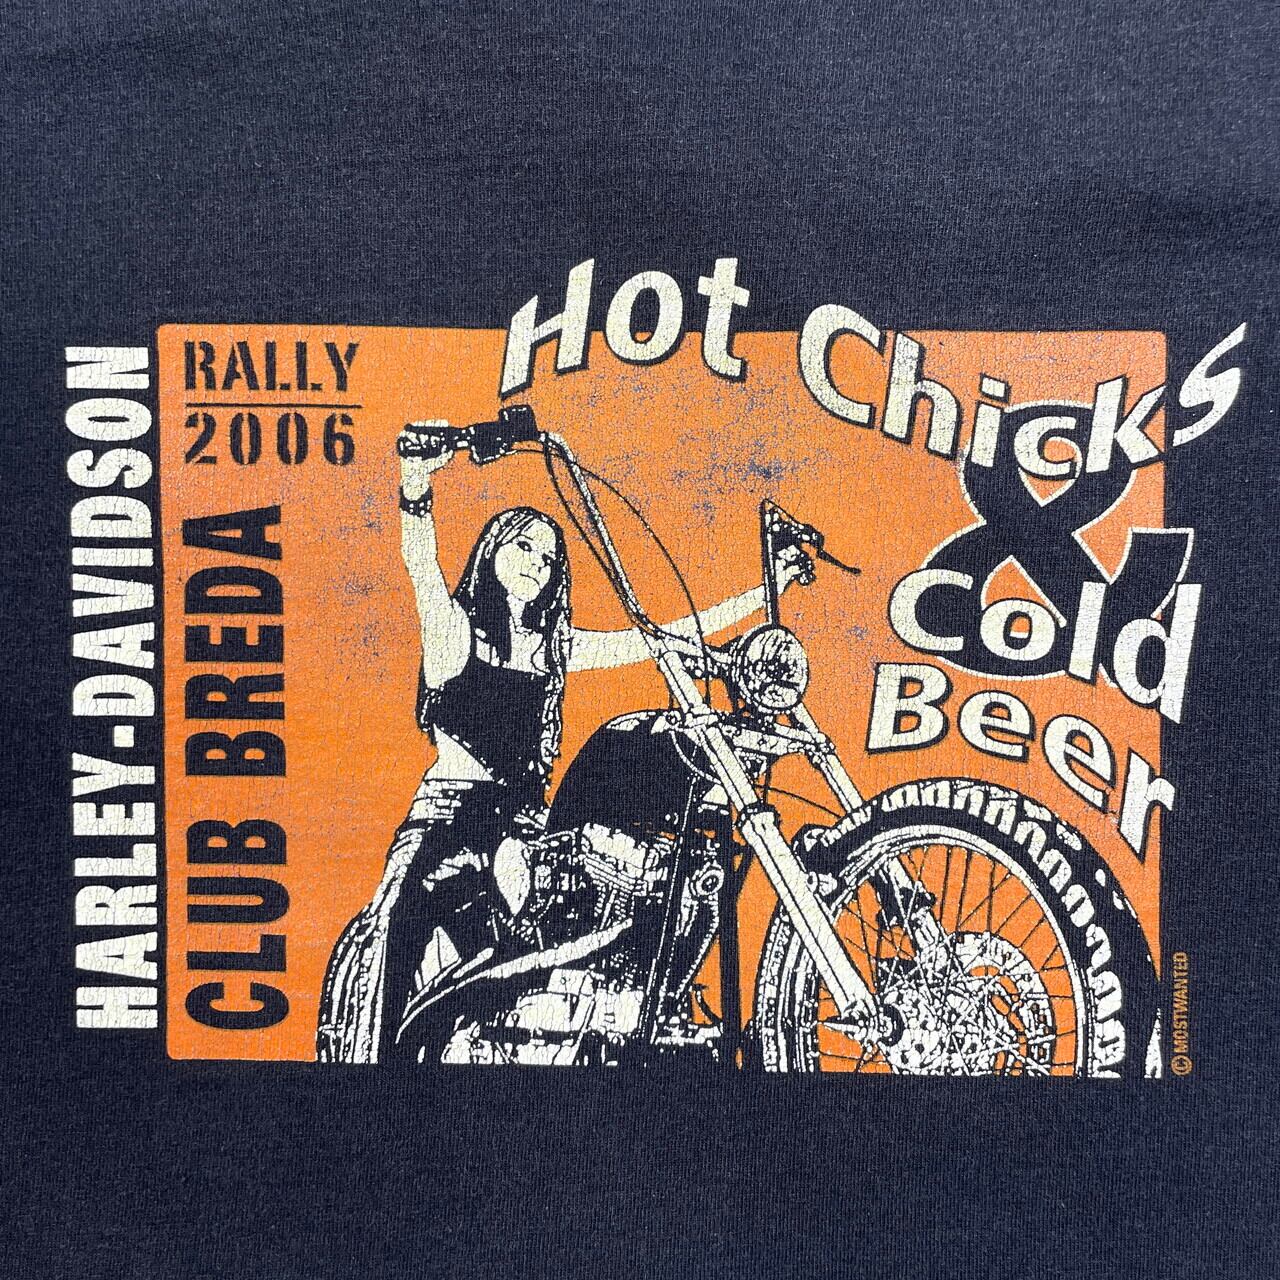 HARLEY-DAVIDSON
CLUB BREDA
RALLY
2006
Hot Chicks
&
Cold
Beer
© MOSTWANTED